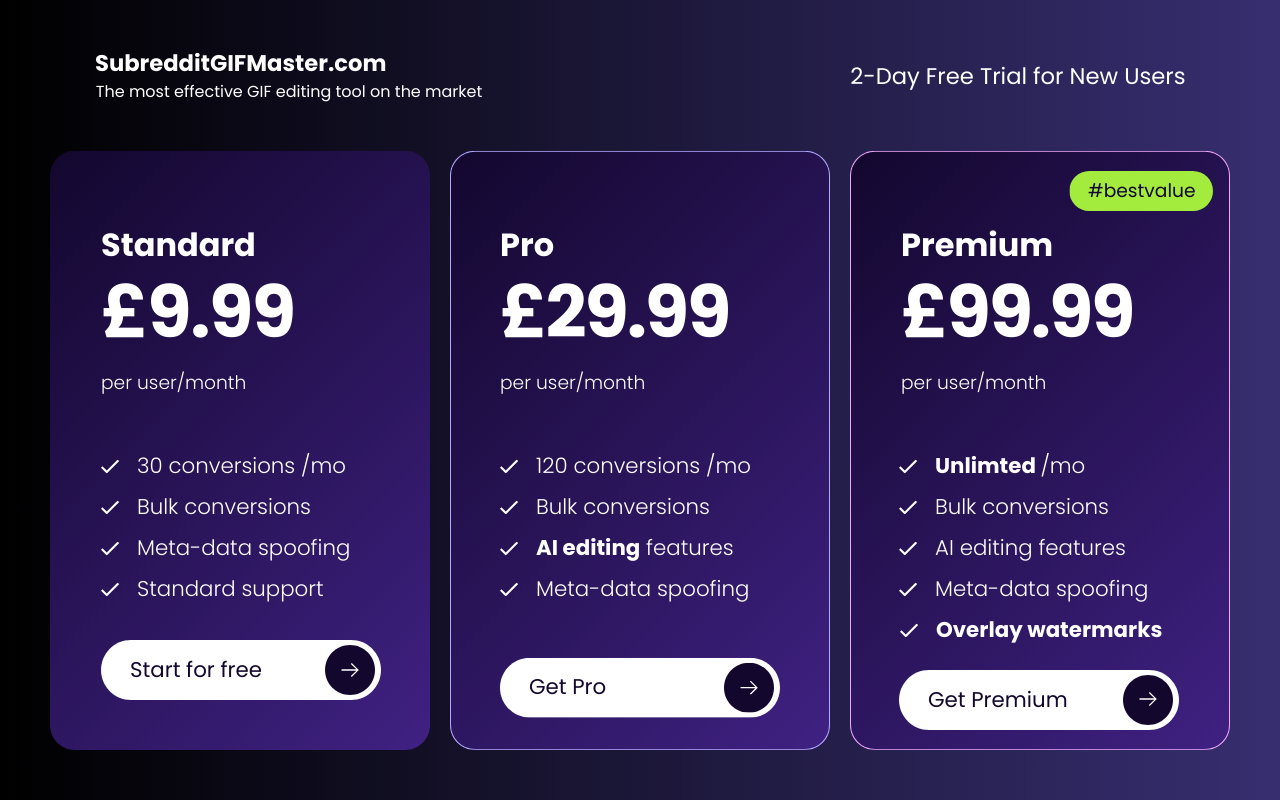 SubredditGIFMaster.com
The most effective GIF editing tool on the market
2-Day Free Trial for New Users
Standard
£9.99
per user/month
30 conversions /mo
Bulk conversions
Meta-data spoofing
Standard support
Start for free
Pro
£29.99
per user/month
120 conversions /mo
Bulk conversions
AI editing features
Meta-data spoofing
Get Pro
#bestvalue
Premium
£99.99
per user/month
Unlimted /mo
Bulk conversions
AI editing features
Meta-data spoofing
Overlay watermarks
Get Premium